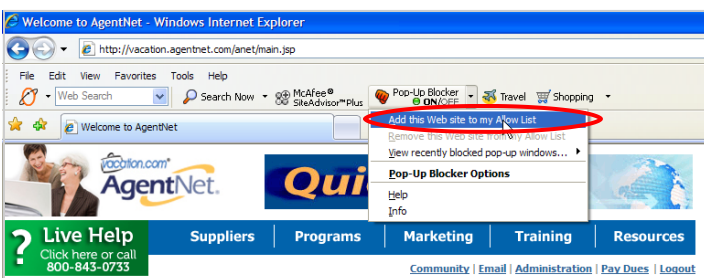 Welcome to AgentNet - Windows Internet Explorer
http://vacation.agentnet.com/anet/main.jsp
File Edit View Favorites Tools Help
Web Search Search Now McAfee® SiteAdvisor™Plus Pop-Up Blocker ON/OFF Travel Shopping
Welcome to AgentNet
Add this Web site to my Allow List
Remove this Web site from my Allow List
View recently blocked pop-up windows...
Pop-Up Blocker Options
Help
Info
vacation.com
AgentNet.
Qui
? Live Help
Click here or call
800-843-0733
Suppliers Programs Marketing Training Resources
Community | Email | Administration | Pay Dues | Logout